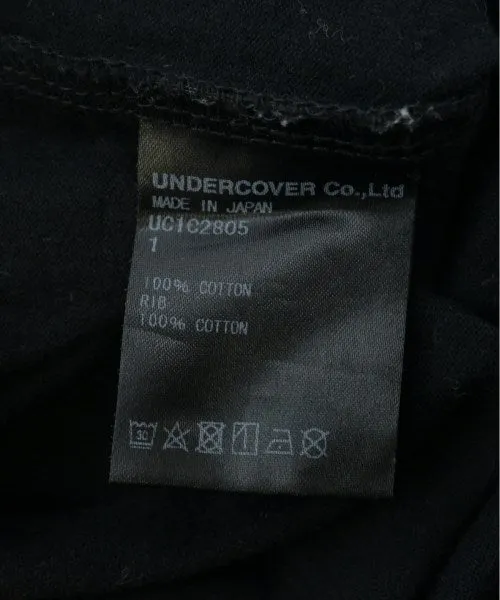 UNDERCOVER Co.,Ltd
MADE IN JAPAN
UC1C2805
1
100% COTTON
RIB
100% COTTON
30